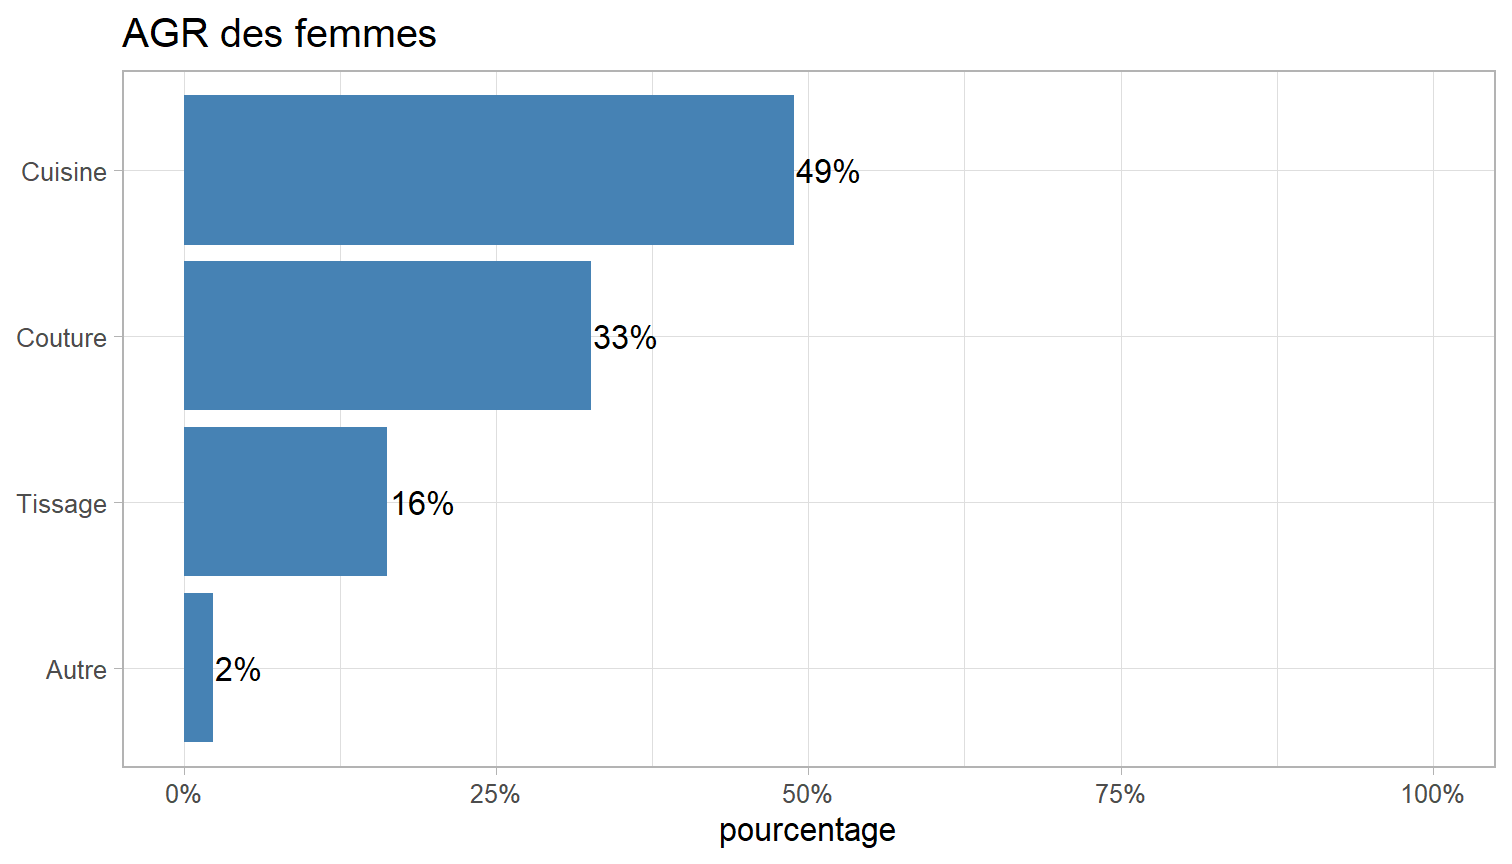 AGR des femmes
Cuisine
49%
Couture
33%
Tissage
16%
Autre
2%
0% 25% 50% 75% 100%
pourcentage